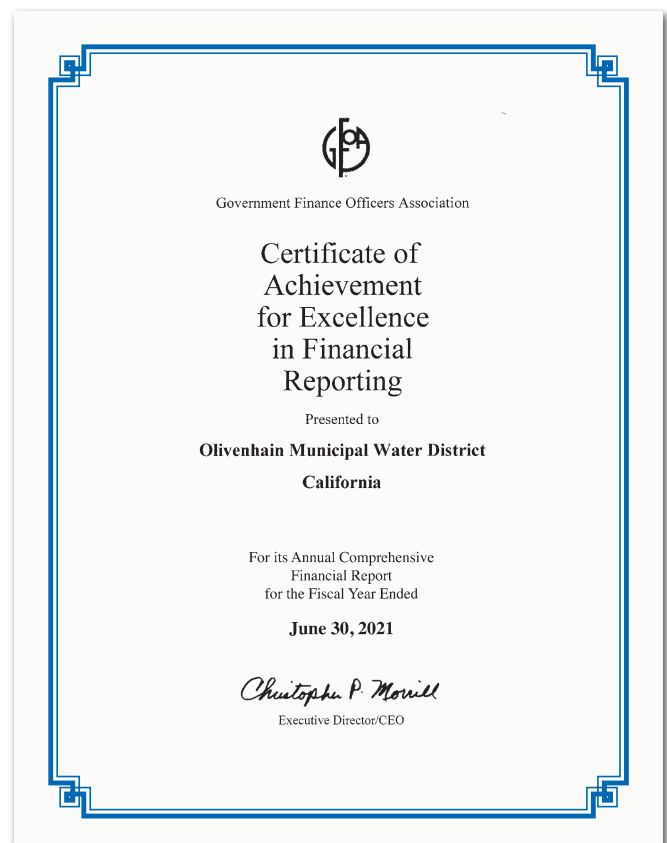 GFOA
Government Finance Officers Association
Certificate of
Achievement
for Excellence
in Financial
Reporting
Presented to
Olivenhain Municipal Water District
California
For its Annual Comprehensive
Financial Report
for the Fiscal Year Ended
June 30, 2021
Christopher P. Morrill
Executive Director/CEO